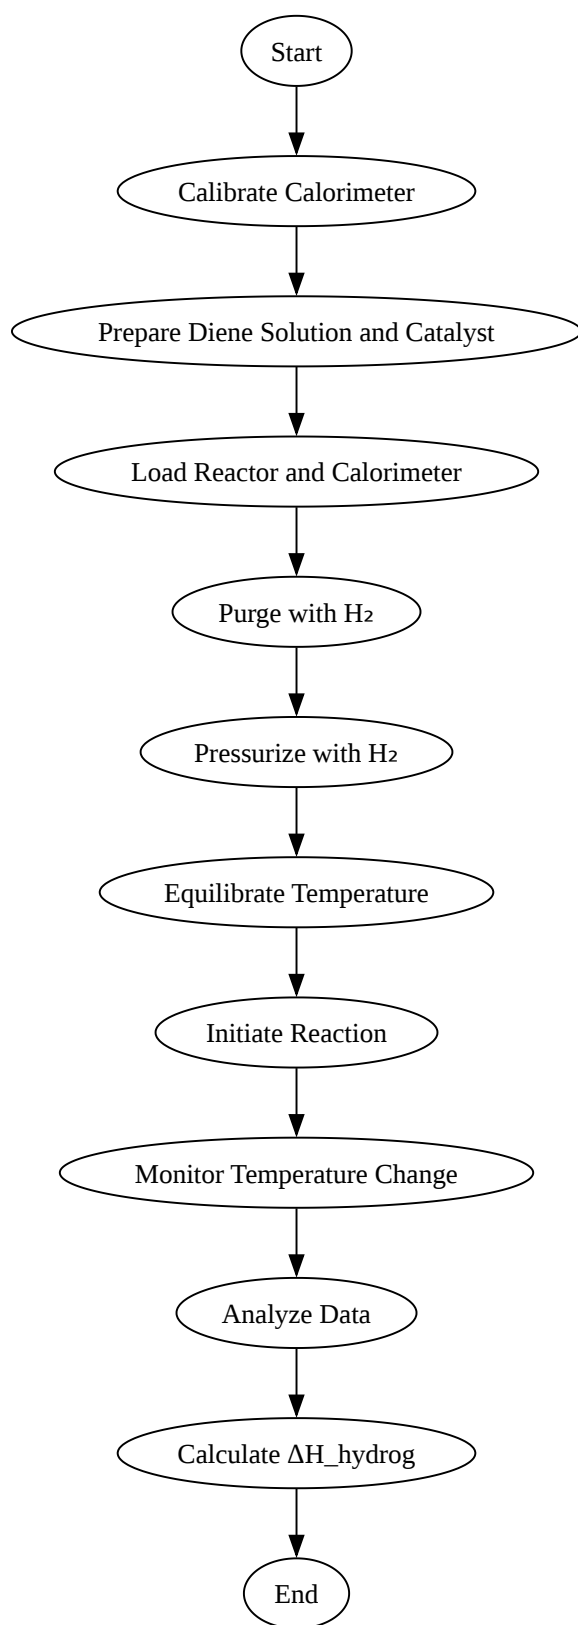 Start
Calibrate Calorimeter
Prepare Diene Solution and Catalyst
Load Reactor and Calorimeter
Purge with H₂
Pressurize with H₂
Equilibrate Temperature
Initiate Reaction
Monitor Temperature Change
Analyze Data
Calculate ΔH_hydrog
End